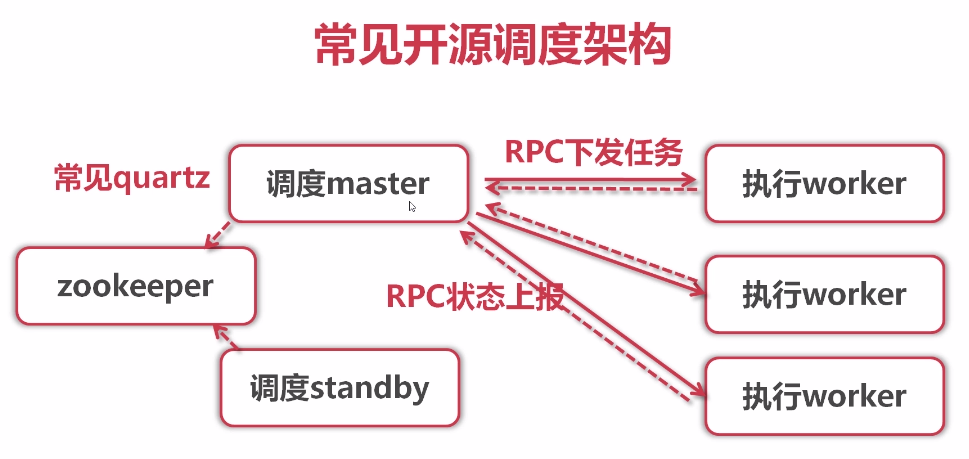 常见开源调度架构
RPC下发任务
常见quartz
调度master
执行worker
zookeeper
RPC状态上报
执行worker
调度standby
执行worker